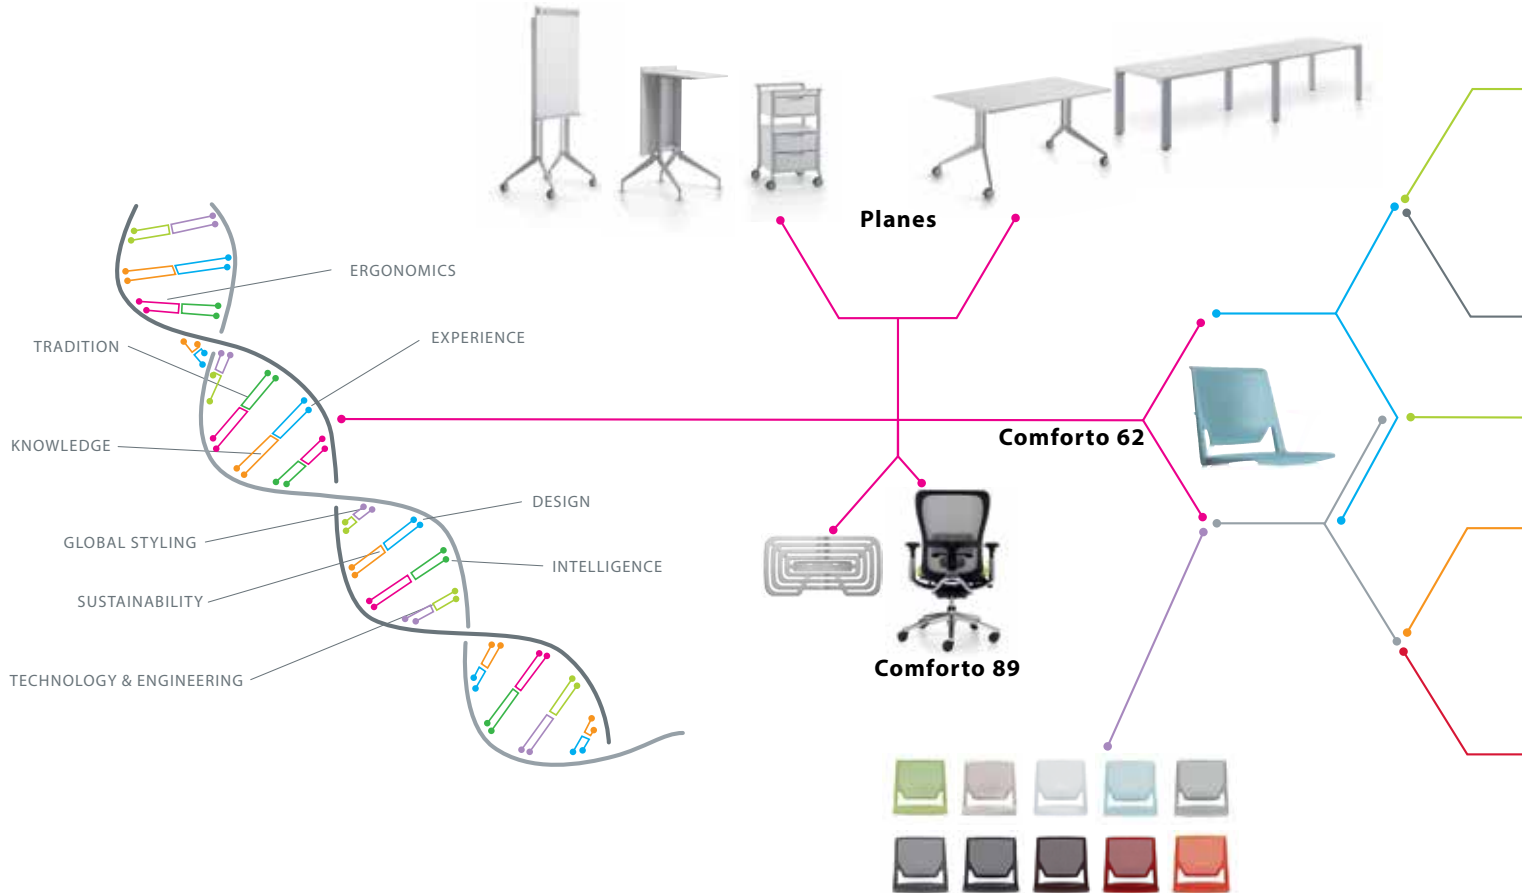 Planes
ERGONOMICS
EXPERIENCE
TRADITION
KNOWLEDGE
Comforto 62
DESIGN
GLOBAL STYLING
INTELLIGENCE
SUSTAINABILITY
Comforto 89
TECHNOLOGY & ENGINEERING